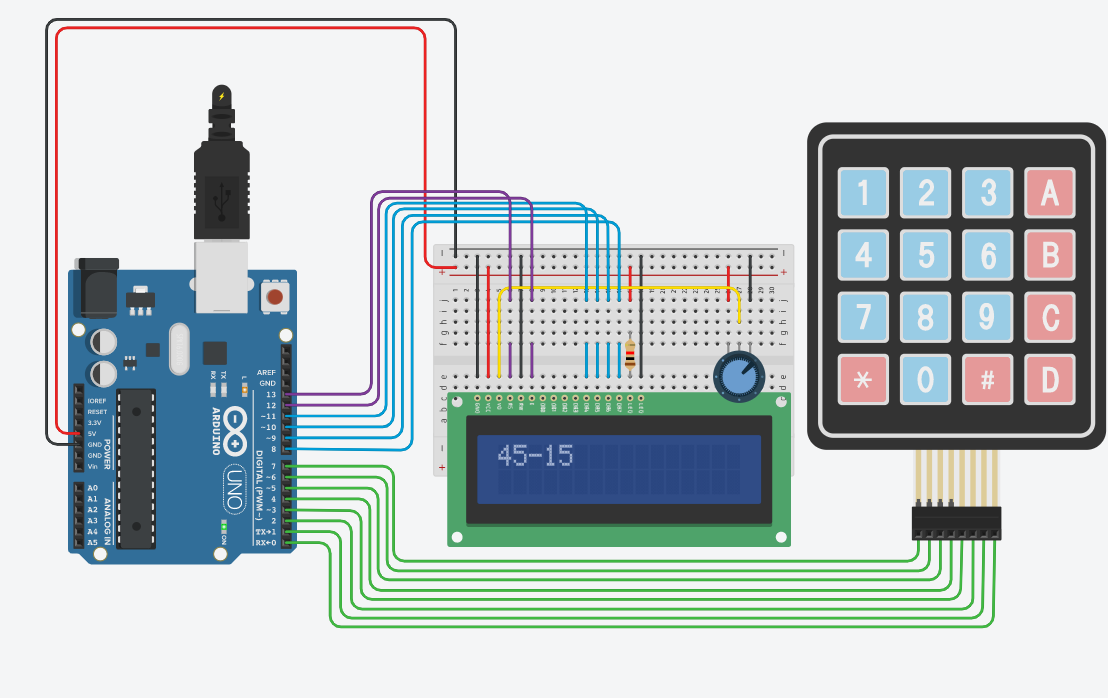 45-15
1 2 3 A
4 5 6 B
7 8 9 C
* 0 # D
RX
TX
L
ARDUINO
UNO
ON
IOREF
RESET
3.3V
5V
GND
GND
Vin
POWER
A0
A1
A2
A3
A4
A5
ANALOG IN
AREF
GND
13
12
~11
~10
~9
8
7
~6
~5
4
~3
2
TX→1
RX←0
DIGITAL (PWM~)